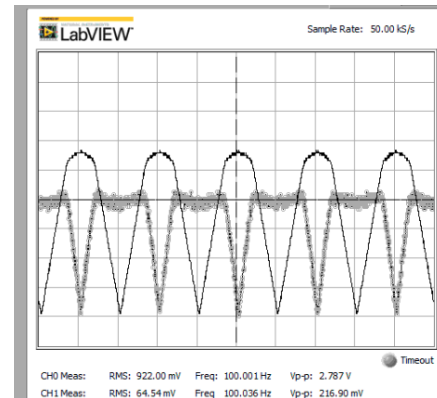 LabVIEW™
Sample Rate: 50.00 kS/s
Timeout
CH0 Meas: RMS: 922.00 mV Freq: 100.001 Hz Vp-p: 2.787 V
CH1 Meas: RMS: 64.54 mV Freq: 100.036 Hz Vp-p: 216.90 mV